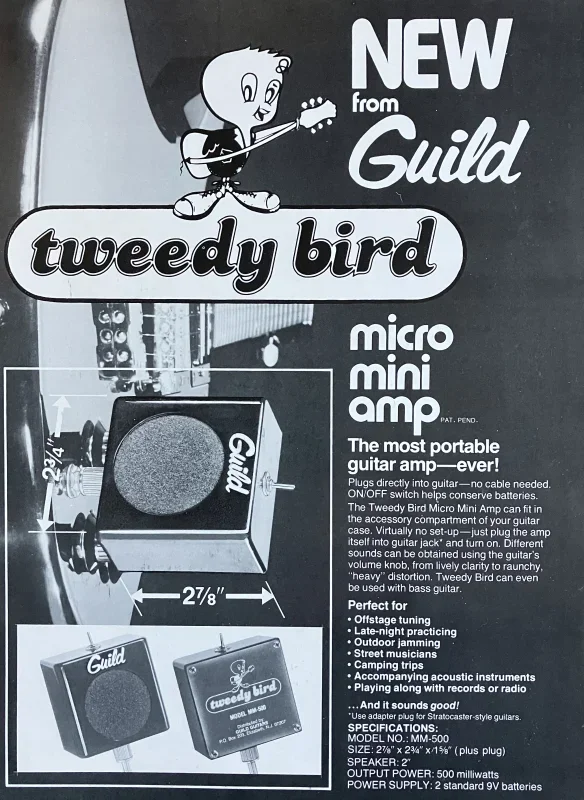 NEW
from
Guild
tweedy bird
micro
mini
amp
PAT. PEND.
The most portable
guitar amp—ever!
Plugs directly into guitar—no cable needed.
ON/OFF switch helps conserve batteries.
The Tweedy Bird Micro Mini Amp can fit in
the accessory compartment of your guitar
case. Virtually no set-up—just plug the amp
itself into guitar jack* and turn on. Different
sounds can be obtained using the guitar's
volume knob, from lively clarity to raunchy,
"heavy" distortion. Tweedy Bird can even
be used with bass guitar.
Perfect for
• Offstage tuning
• Late-night practicing
• Outdoor jamming
• Street musicians
• Camping trips
• Accompanying acoustic instruments
• Playing along with records or radio
...And it sounds good!
*Use adapter plug for Stratocaster-style guitars.
SPECIFICATIONS:
MODEL NO.: MM-500
SIZE: 2⅞" x 2¾" x 1⅝" (plus plug)
SPEAKER: 2"
OUTPUT POWER: 500 milliwatts
POWER SUPPLY: 2 standard 9V batteries
2¾"
Guild
2⅞"
Guild
tweedy bird
MODEL MM-500
Distributed by
GUILD GUITARS
P.O. Box 203, Elizabeth, N.J. 07207